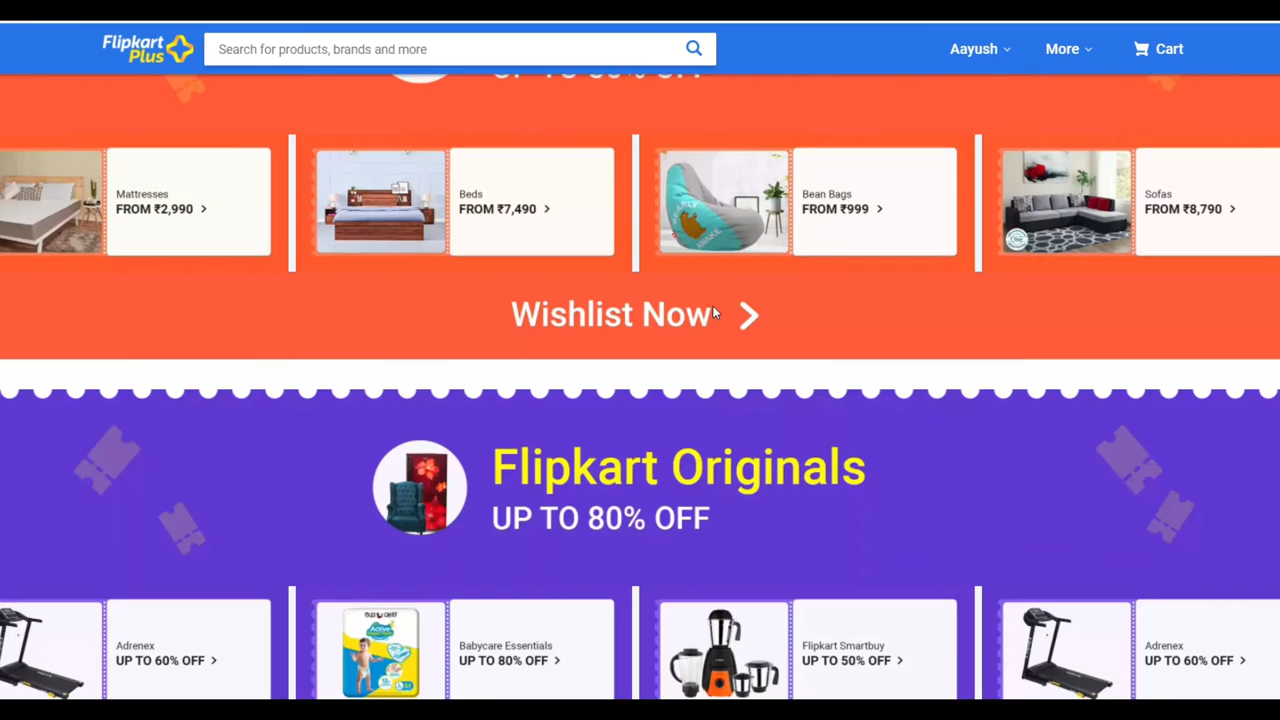 Flipkart
Plus
Search for products, brands and more
Aayush
More
Cart
Mattresses
FROM ₹2,990
Beds
FROM ₹7,490
Bean Bags
FROM ₹999
Sofas
FROM ₹8,790
Wishlist Now
Flipkart Originals
UP TO 80% OFF
Adrenex
UP TO 60% OFF
Babycare Essentials
UP TO 80% OFF
Flipkart Smartbuy
UP TO 50% OFF
Adrenex
UP TO 60% OFF